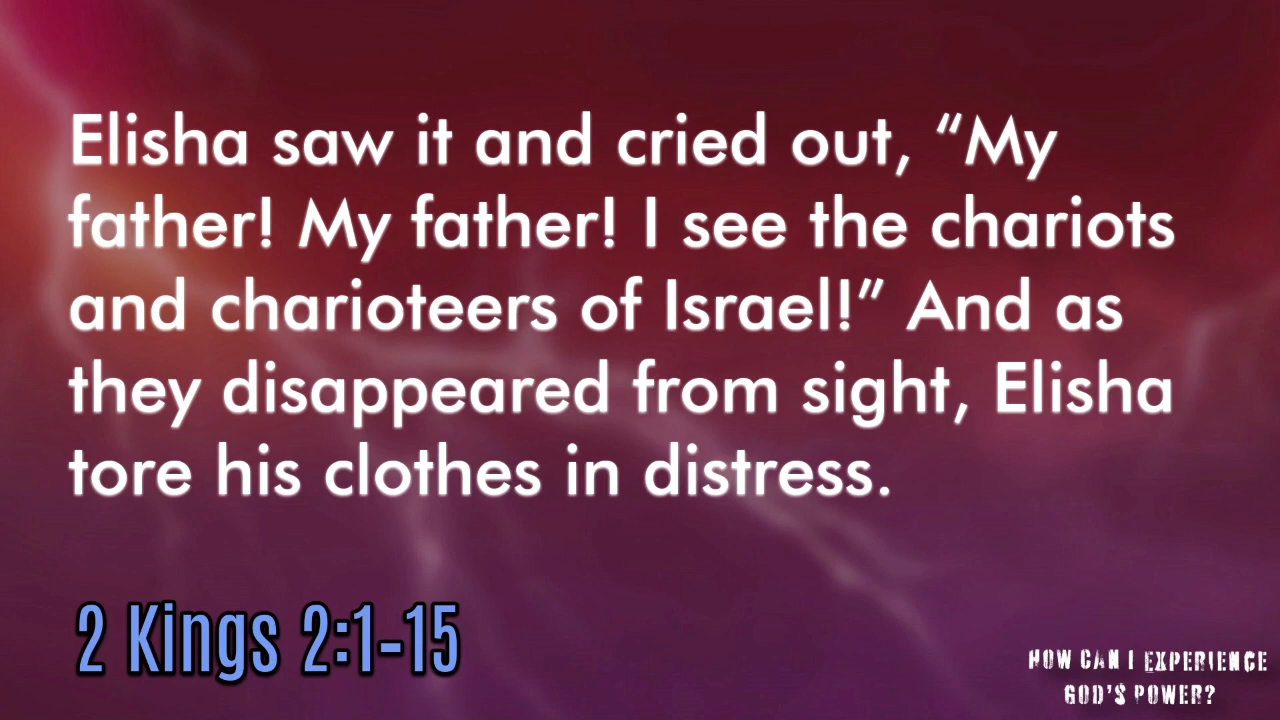 Elisha saw it and cried out, “My
father! My father! I see the chariots
and charioteers of Israel!” And as
they disappeared from sight, Elisha
tore his clothes in distress.
2 Kings 2:1-15
HOW CAN I EXPERIENCE
GOD'S POWER?